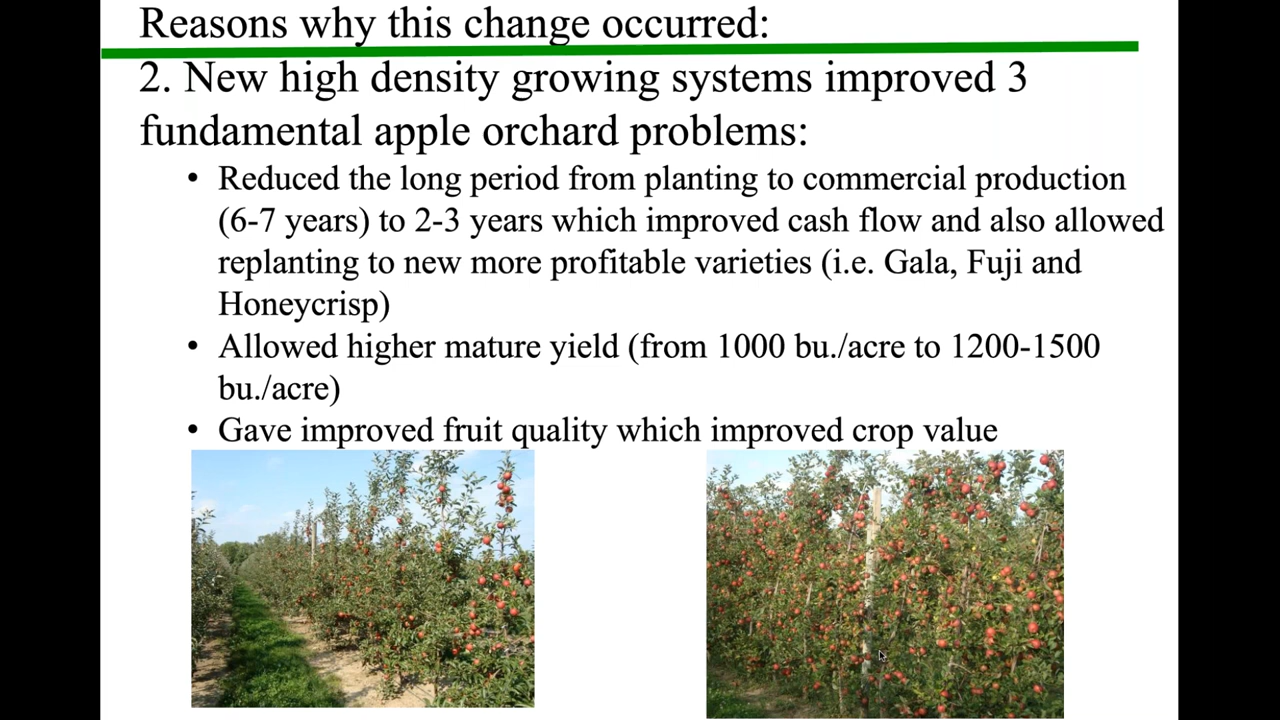 Reasons why this change occurred:
2. New high density growing systems improved 3
fundamental apple orchard problems:
• Reduced the long period from planting to commercial production
(6-7 years) to 2-3 years which improved cash flow and also allowed
replanting to new more profitable varieties (i.e. Gala, Fuji and
Honeycrisp)
• Allowed higher mature yield (from 1000 bu./acre to 1200-1500
bu./acre)
• Gave improved fruit quality which improved crop value